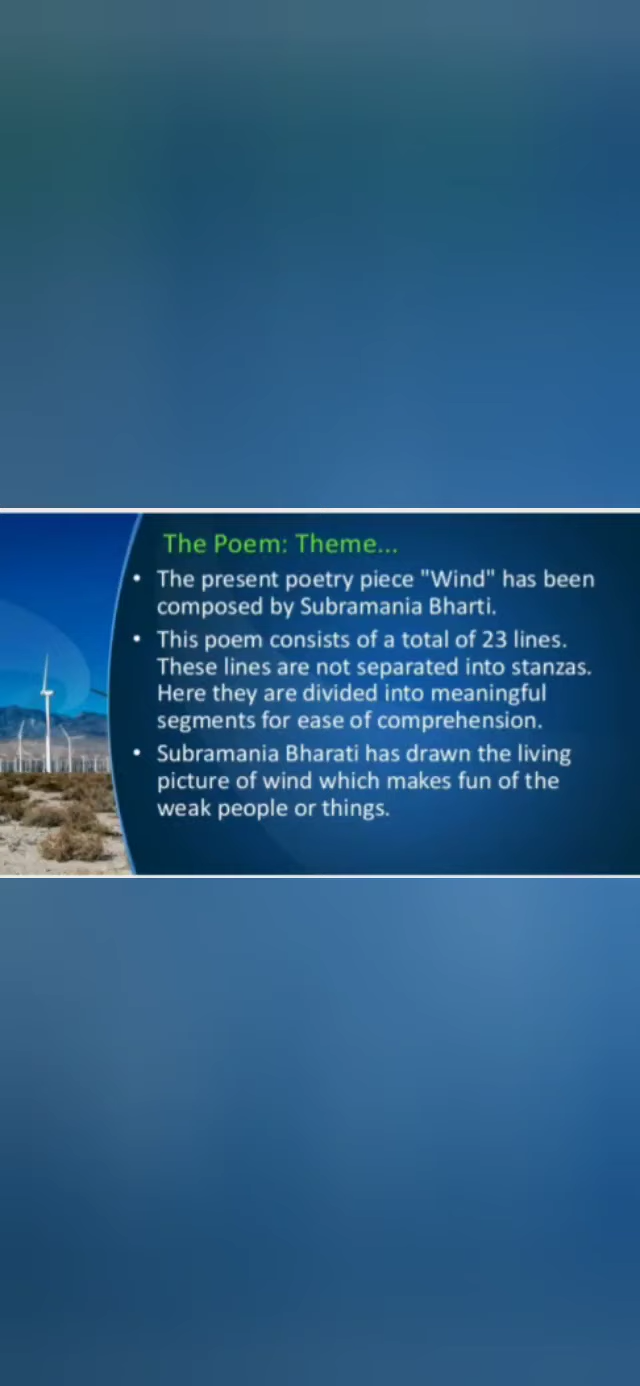 The Poem: Theme...
• The present poetry piece "Wind" has been
composed by Subramania Bharti.
• This poem consists of a total of 23 lines.
These lines are not separated into stanzas.
Here they are divided into meaningful
segments for ease of comprehension.
• Subramania Bharati has drawn the living
picture of wind which makes fun of the
weak people or things.